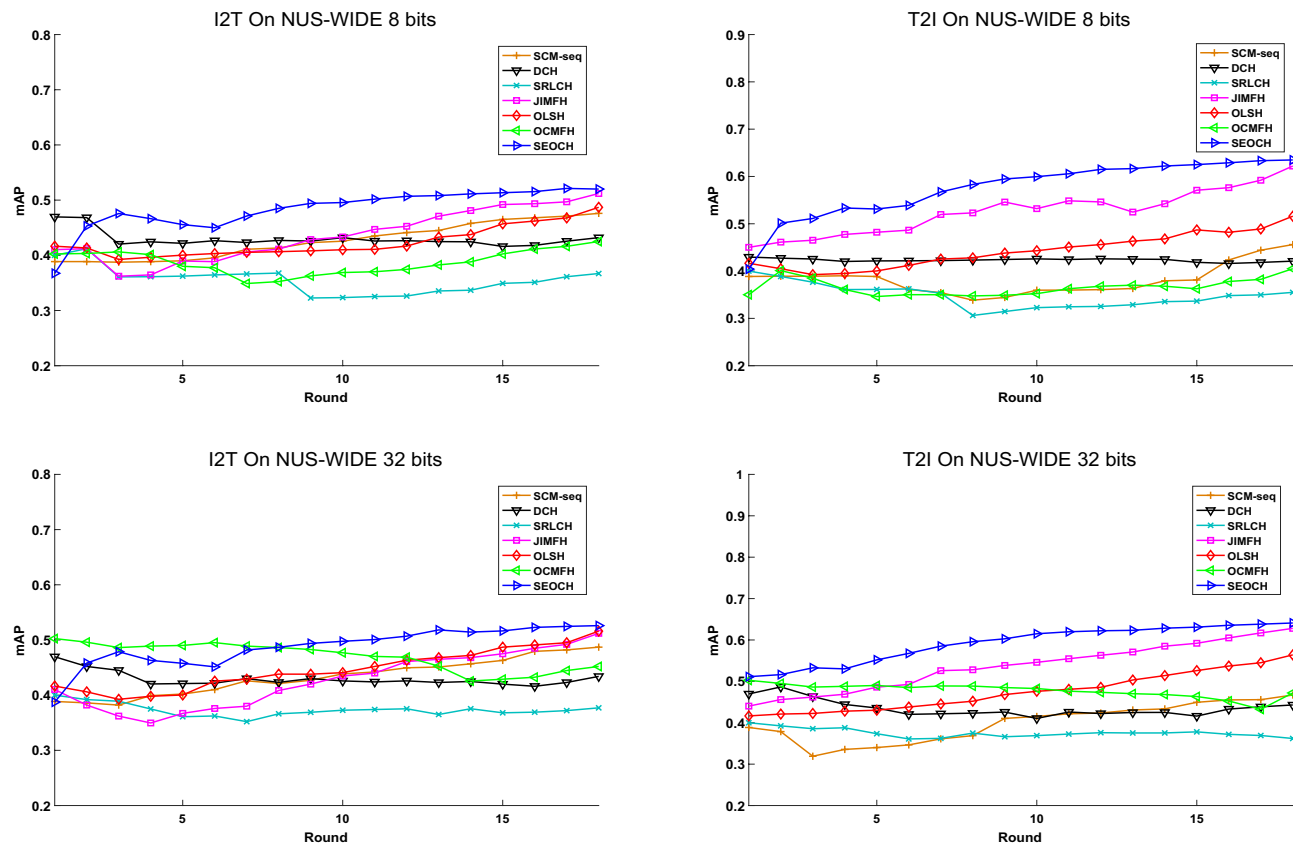 I2T On NUS-WIDE 8 bits
0.8
0.7
0.6
0.5
0.4
0.3
0.2
mAP
5
10
15
Round
SCM-seq
DCH
SRLCH
JIMFH
OLSH
OCMFH
SEOCH
T2I On NUS-WIDE 8 bits
0.9
0.8
0.7
0.6
0.5
0.4
0.3
0.2
mAP
5
10
15
Round
SCM-seq
DCH
SRLCH
JIMFH
OLSH
OCMFH
SEOCH
I2T On NUS-WIDE 32 bits
0.8
0.7
0.6
0.5
0.4
0.3
0.2
mAP
5
10
15
Round
SCM-seq
DCH
SRLCH
JIMFH
OLSH
OCMFH
SEOCH
T2I On NUS-WIDE 32 bits
1
0.9
0.8
0.7
0.6
0.5
0.4
0.3
0.2
mAP
5
10
15
Round
SCM-seq
DCH
SRLCH
JIMFH
OLSH
OCMFH
SEOCH